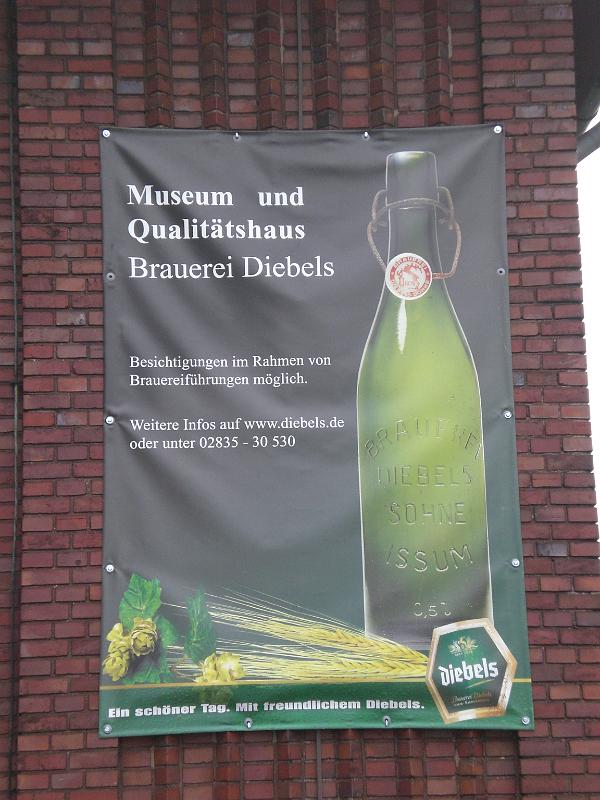 Museum und
Qualitätshaus
Brauerei Diebels
Besichtigungen im Rahmen von
Brauereiführungen möglich.
Weitere Infos auf www.diebels.de
oder unter 02835 - 30 530
BRAUEREI
DIEBELS
SÖHNE
ISSUM
0,5 l
diebels
Ein schöner Tag. Mit freundlichem Diebels.